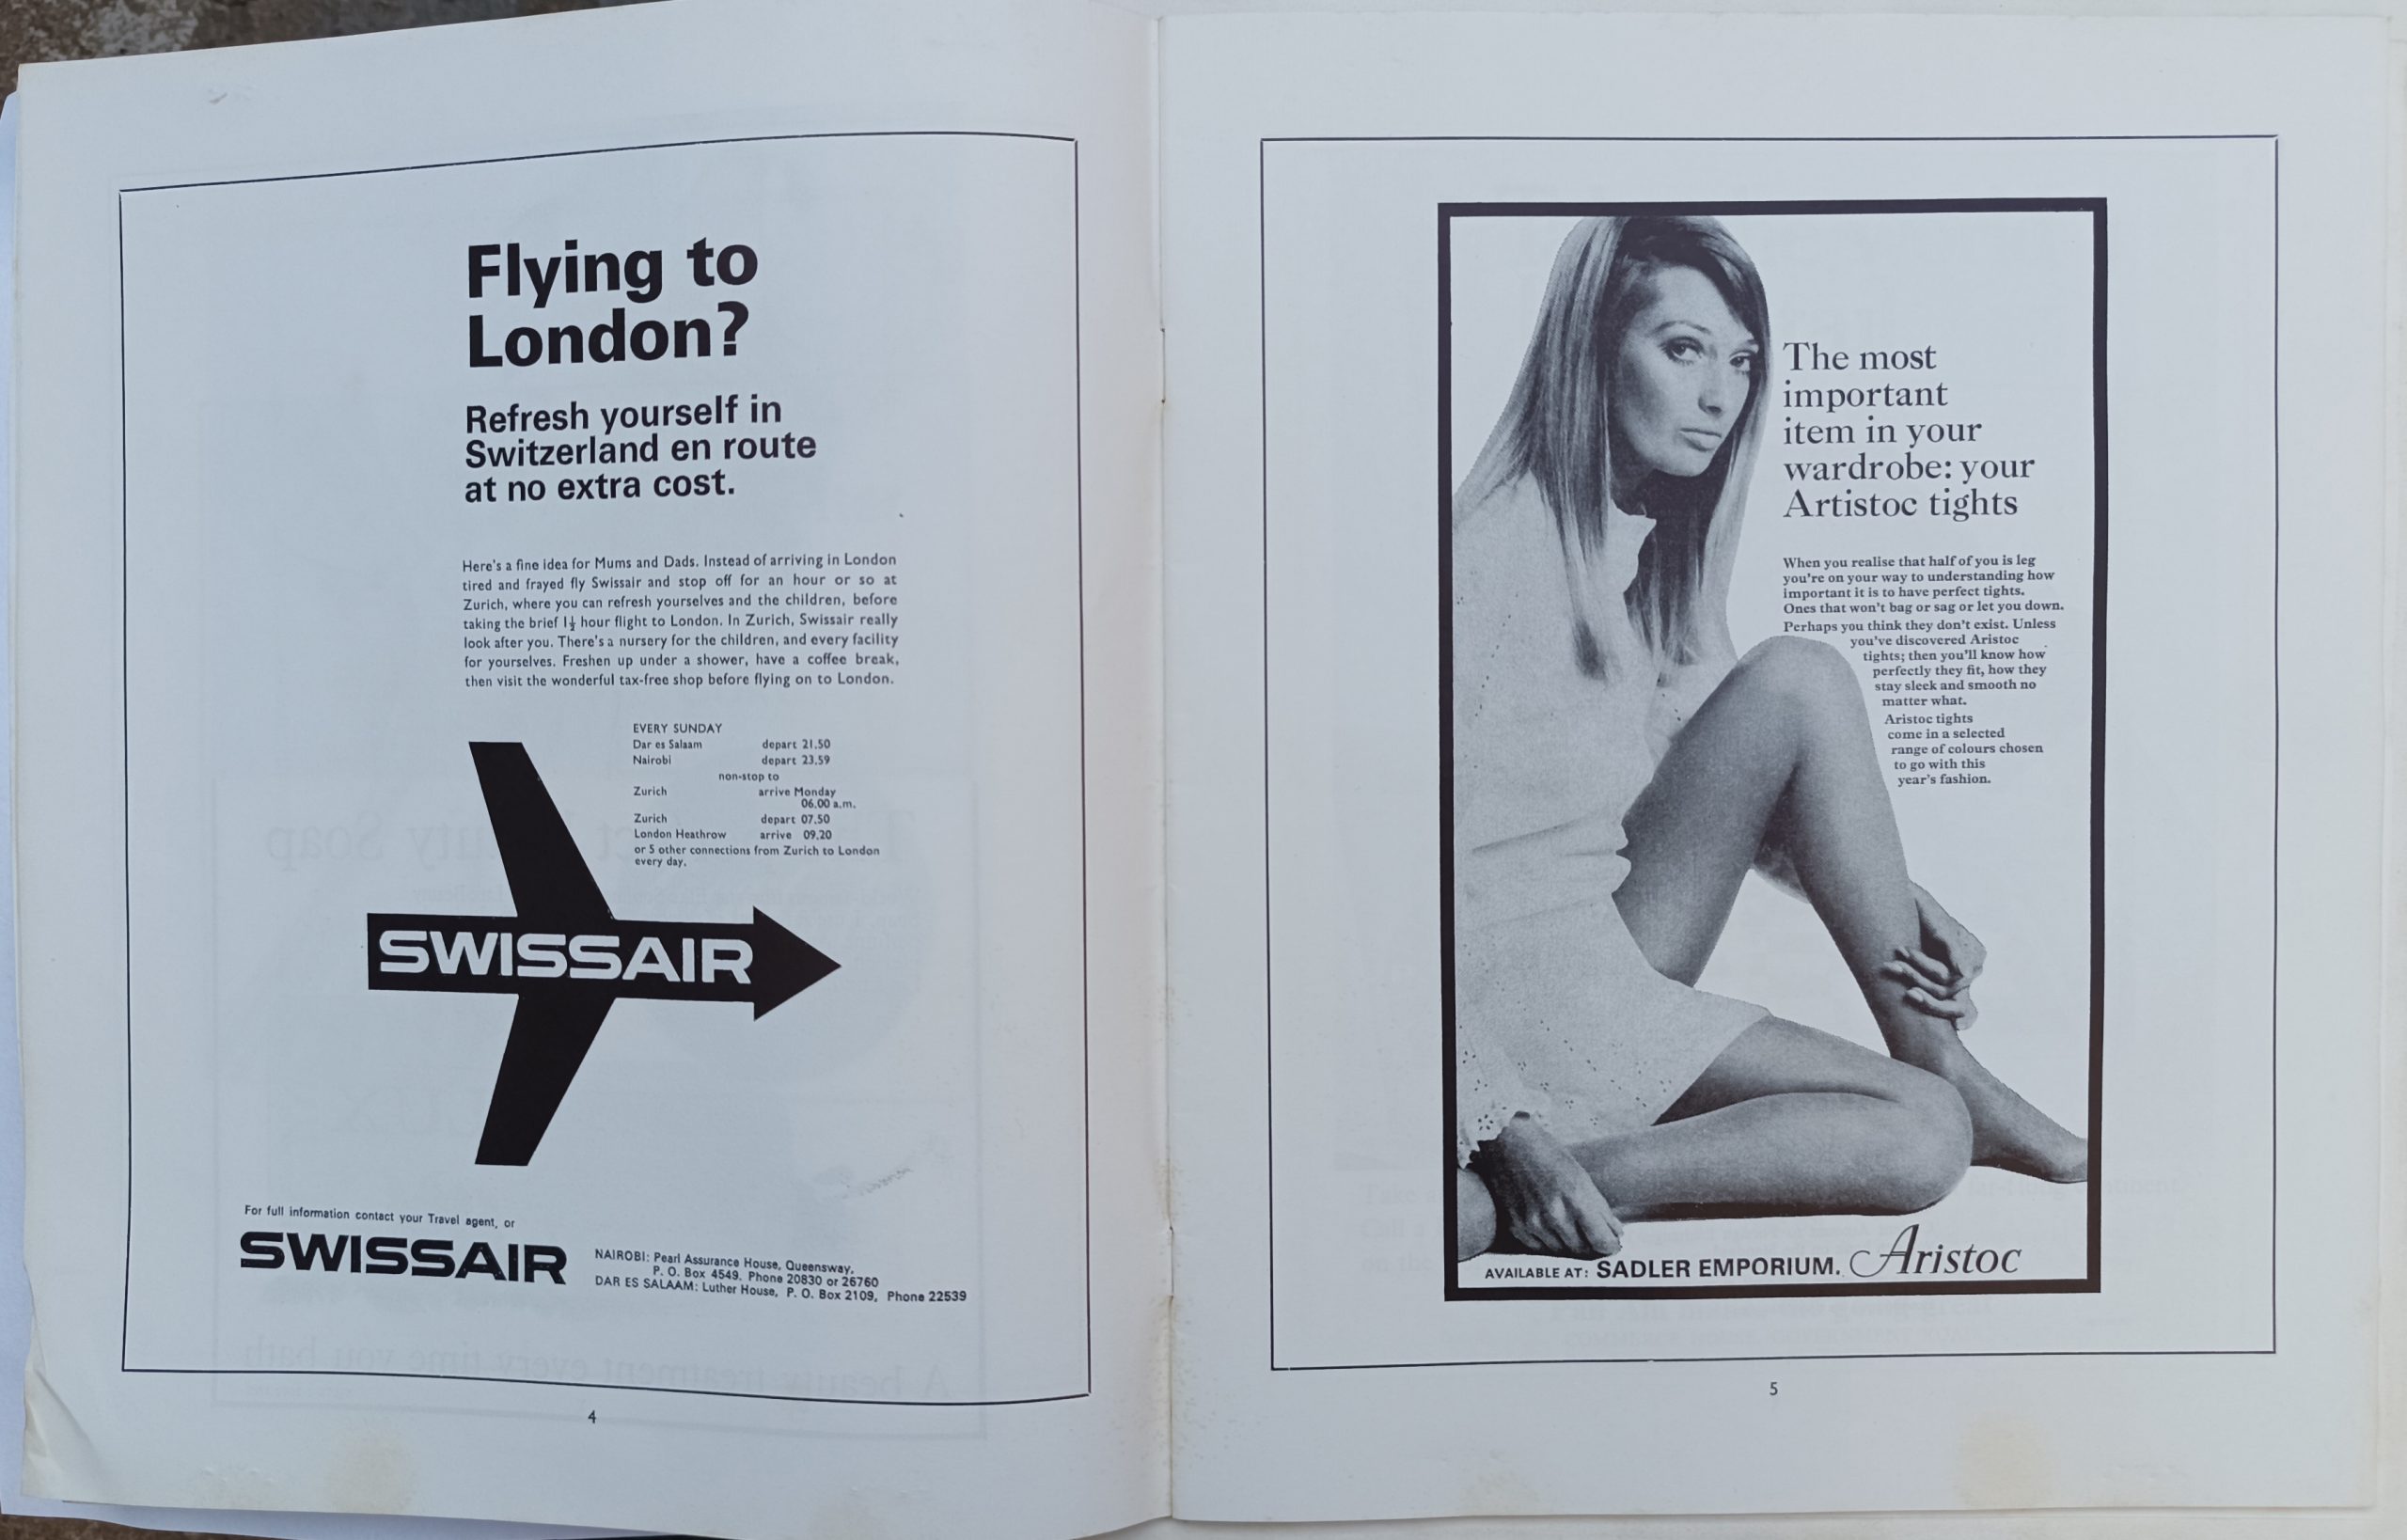 Flying to
London?
Refresh yourself in
Switzerland en route
at no extra cost.
Here's a fine idea for Mums and Dads. Instead of arriving in London
tired and frayed fly Swissair and stop off for an hour or so at
Zurich, where you can refresh yourselves and the children, before
taking the brief 1½ hour flight to London. In Zurich, Swissair really
look after you. There's a nursery for the children, and every facility
for yourselves. Freshen up under a shower, have a coffee break,
then visit the wonderful tax-free shop before flying on to London.
EVERY SUNDAY
Dar es Salaam depart 21.50
Nairobi depart 23.59
non-stop to
Zurich arrive Monday
06.00 a.m.
Zurich depart 07.50
London Heathrow arrive 09.20
or 5 other connections from Zurich to London
every day.
SWISSAIR
For full information contact your Travel agent, or
SWISSAIR
NAIROBI: Pearl Assurance House, Queensway,
P. O. Box 4549. Phone 20830 or 26760
DAR ES SALAAM: Luther House, P. O. Box 2109, Phone 22539
4
The most
important
item in your
wardrobe: your
Artistoc tights
When you realise that half of you is leg
you're on your way to understanding how
important it is to have perfect tights.
Ones that won't bag or sag or let you down.
Perhaps you think they don't exist. Unless
you've discovered Aristoc
tights; then you'll know how
perfectly they fit, how they
stay sleek and smooth no
matter what.
Aristoc tights
come in a selected
range of colours chosen
to go with this
year's fashion.
AVAILABLE AT: SADLER EMPORIUM. Aristoc
5